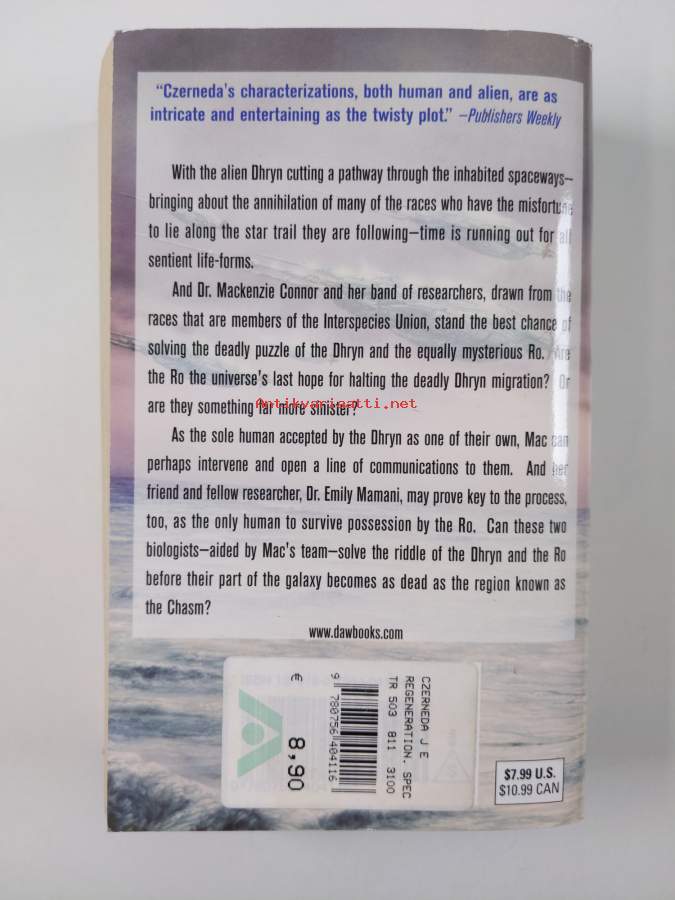 “Czerneda's characterizations, both human and alien, are as
intricate and entertaining as the twisty plot.” —Publishers Weekly
With the alien Dhryn cutting a pathway through the inhabited spaceways—
bringing about the annihilation of many of the races who have the misfortune
to lie along the star trail they are following—time is running out for all
sentient life-forms.
And Dr. Mackenzie Connor and her band of researchers, drawn from the
races that are members of the Interspecies Union, stand the best chance of
solving the deadly puzzle of the Dhryn and the equally mysterious Ro. Are
the Ro the universe's last hope for halting the deadly Dhryn migration? Or
are they something far more sinister?
Antikvariaatti.net
As the sole human accepted by the Dhryn as one of their own, Mac can
perhaps intervene and open a line of communications to them. And her
friend and fellow researcher, Dr. Emily Mamani, may prove key to the process,
too, as the only human to survive possession by the Ro. Can these two
biologists—aided by Mac's team—solve the riddle of the Dhryn and the Ro
before their part of the galaxy becomes as dead as the region known as
the Chasm?
www.dawbooks.com
CZERNEDA J E
REGENERATION. SPEC
TR 503 811 3100
9 780756 404116
€ 8,90
$7.99 U.S.
$10.99 CAN